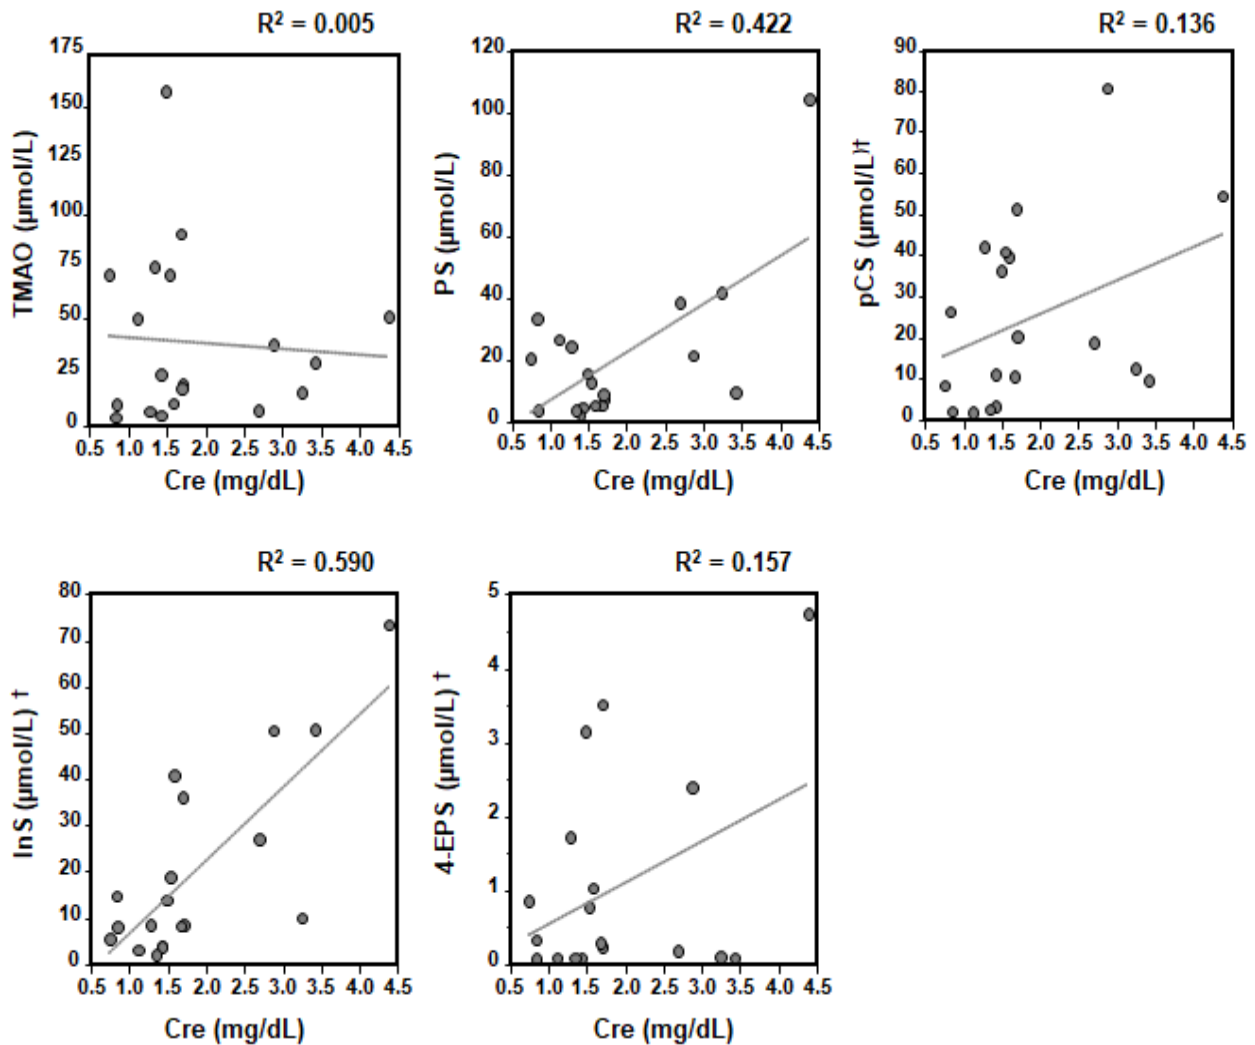 R² = 0.005
175
150
125
100
75
50
25
0
TMAO (µmol/L)
0.5 1.0 1.5 2.0 2.5 3.0 3.5 4.0 4.5
Cre (mg/dL)
R² = 0.422
120
100
80
60
40
20
0
PS (µmol/L)
0.5 1.0 1.5 2.0 2.5 3.0 3.5 4.0 4.5
Cre (mg/dL)
R² = 0.136
90
80
70
60
50
40
30
20
10
0
pCS (µmol/L)†
0.5 1.0 1.5 2.0 2.5 3.0 3.5 4.0 4.5
Cre (mg/dL)
R² = 0.590
80
70
60
50
40
30
20
10
0
InS (µmol/L) †
0.5 1.0 1.5 2.0 2.5 3.0 3.5 4.0 4.5
Cre (mg/dL)
R² = 0.157
5
4
3
2
1
0
4-EPS (µmol/L) †
0.5 1.0 1.5 2.0 2.5 3.0 3.5 4.0 4.5
Cre (mg/dL)